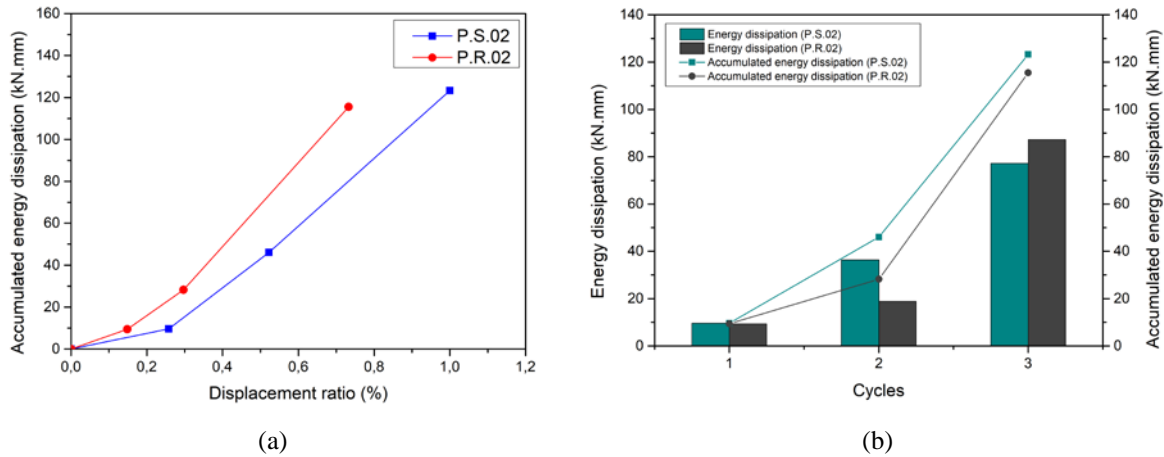 P.S.02
P.R.02
Accumulated energy dissipation (kN.mm)
160
140
120
100
80
60
40
20
0
0,0 0,2 0,4 0,6 0,8 1,0 1,2
Displacement ratio (%)
(a)
Energy dissipation (P.S.02)
Energy dissipation (P.R.02)
Accumulated energy dissipation (P.S.02)
Accumulated energy dissipation (P.R.02)
Energy dissipation (kN.mm)
140
120
100
80
60
40
20
0
1 2 3
Cycles
140
120
100
80
60
40
20
0
Accumulated energy dissipation (kN.mm)
(b)